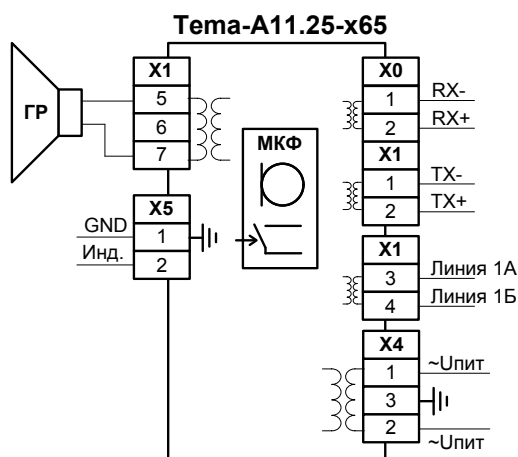 Tema-A11.25-x65
ГР
X1
5
6
7
X5
GND
1
Инд.
2
МКФ
X0
1
RX-
2
RX+
X1
1
TX-
2
TX+
X1
3
Линия 1А
4
Линия 1Б
X4
1
~Uпит
3
2
~Uпит